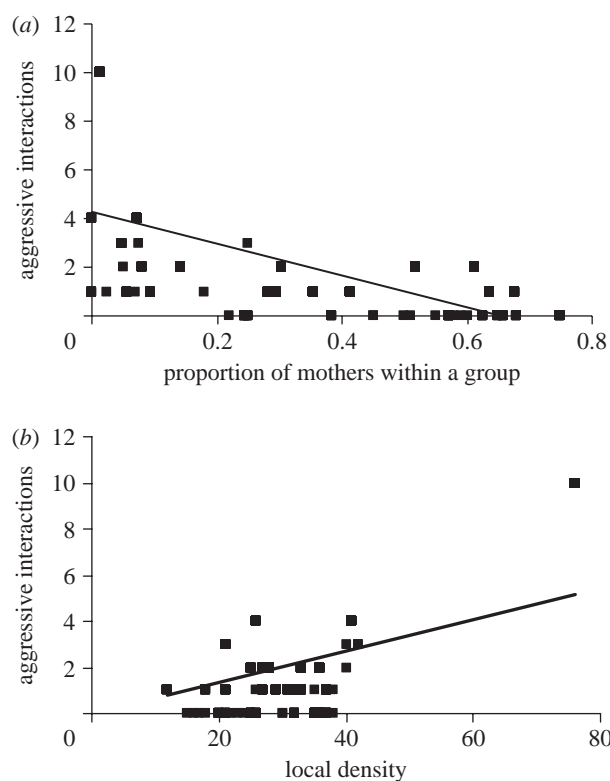 (a) 12
10
8
6
4
2
0 0.2 0.4 0.6 0.8
aggressive interactions
proportion of mothers within a group
(b) 12
10
8
6
4
2
0 20 40 60 80
aggressive interactions
local density